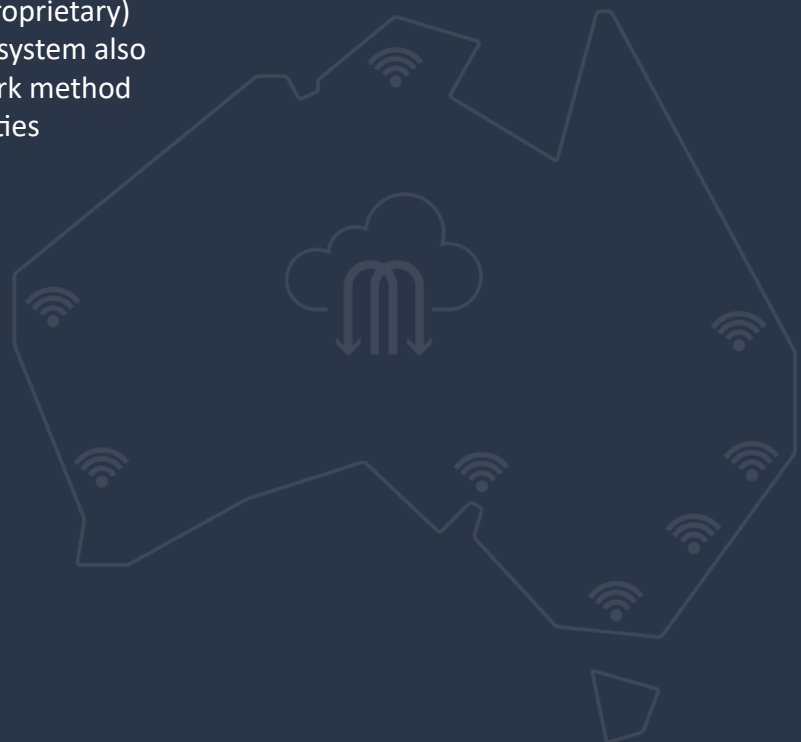 roprietary)
system also
rk method
ties